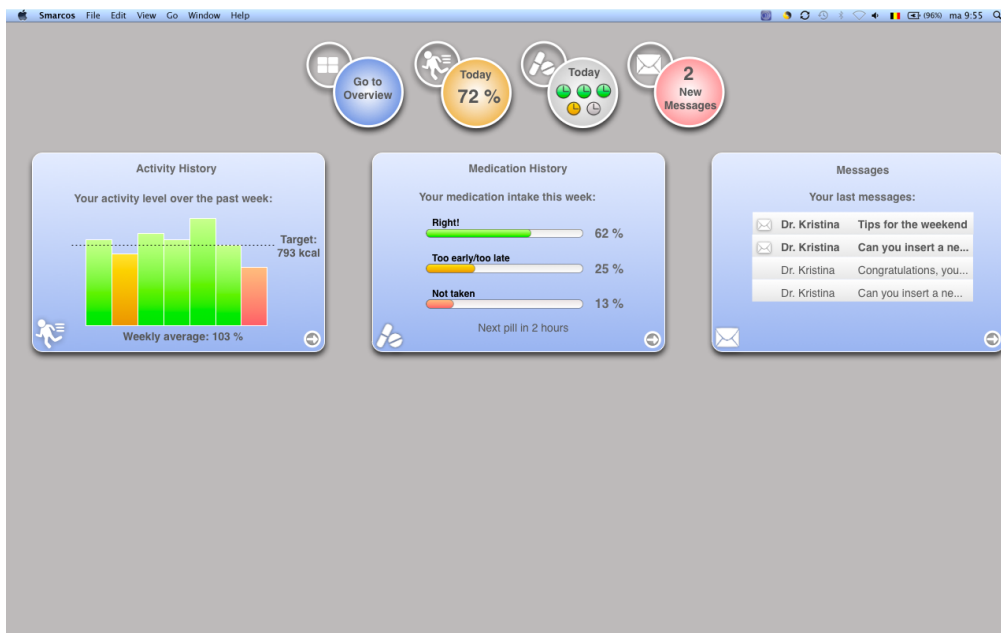 Smarcos File Edit View Go Window Help (96%) ma 9:55
Go to
Overview
Today
72 %
Today
2
New
Messages
Activity History
Your activity level over the past week:
Target:
793 kcal
Weekly average: 103 %
Medication History
Your medication intake this week:
Right!
62 %
Too early/too late
25 %
Not taken
13 %
Next pill in 2 hours
Messages
Your last messages:
Dr. Kristina Tips for the weekend
Dr. Kristina Can you insert a ne...
Dr. Kristina Congratulations, you...
Dr. Kristina Can you insert a ne...